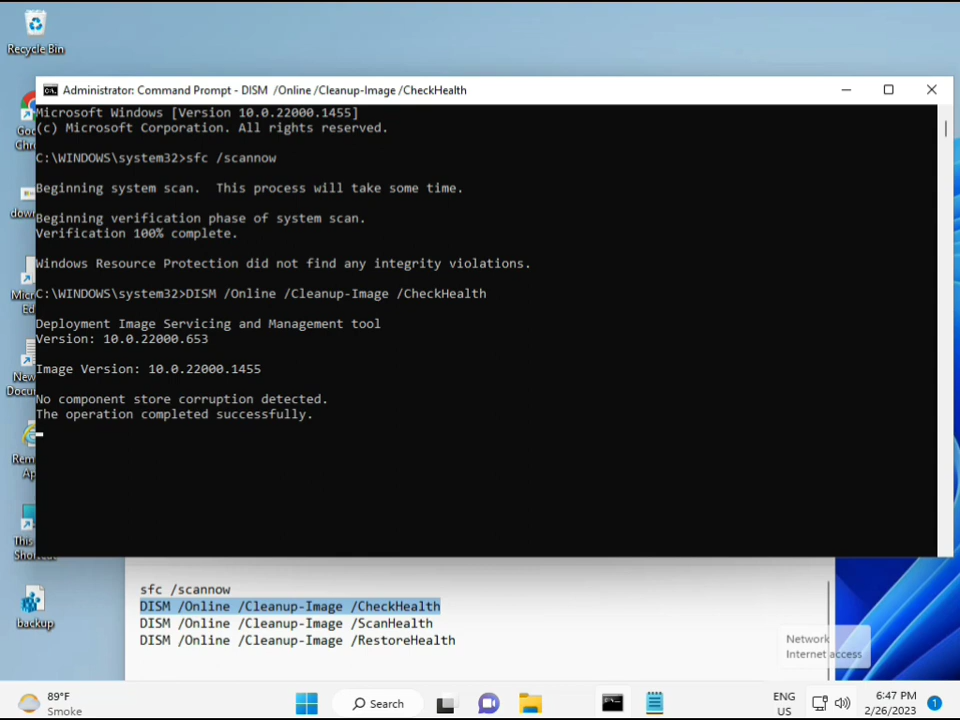 Recycle Bin
Administrator: Command Prompt - DISM /Online /Cleanup-Image /CheckHealth
Microsoft Windows [Version 10.0.22000.1455]
(c) Microsoft Corporation. All rights reserved.
C:\WINDOWS\system32>sfc /scannow
Beginning system scan.  This process will take some time.
Beginning verification phase of system scan.
Verification 100% complete.
Windows Resource Protection did not find any integrity violations.
C:\WINDOWS\system32>DISM /Online /Cleanup-Image /CheckHealth
Deployment Image Servicing and Management tool
Version: 10.0.22000.653
Image Version: 10.0.22000.1455
No component store corruption detected.
The operation completed successfully.
backup
sfc /scannow
DISM /Online /Cleanup-Image /CheckHealth
DISM /Online /Cleanup-Image /ScanHealth
DISM /Online /Cleanup-Image /RestoreHealth
Network
Internet access
89°F
Smoke
Search
ENG
US
6:47 PM
2/26/2023
1